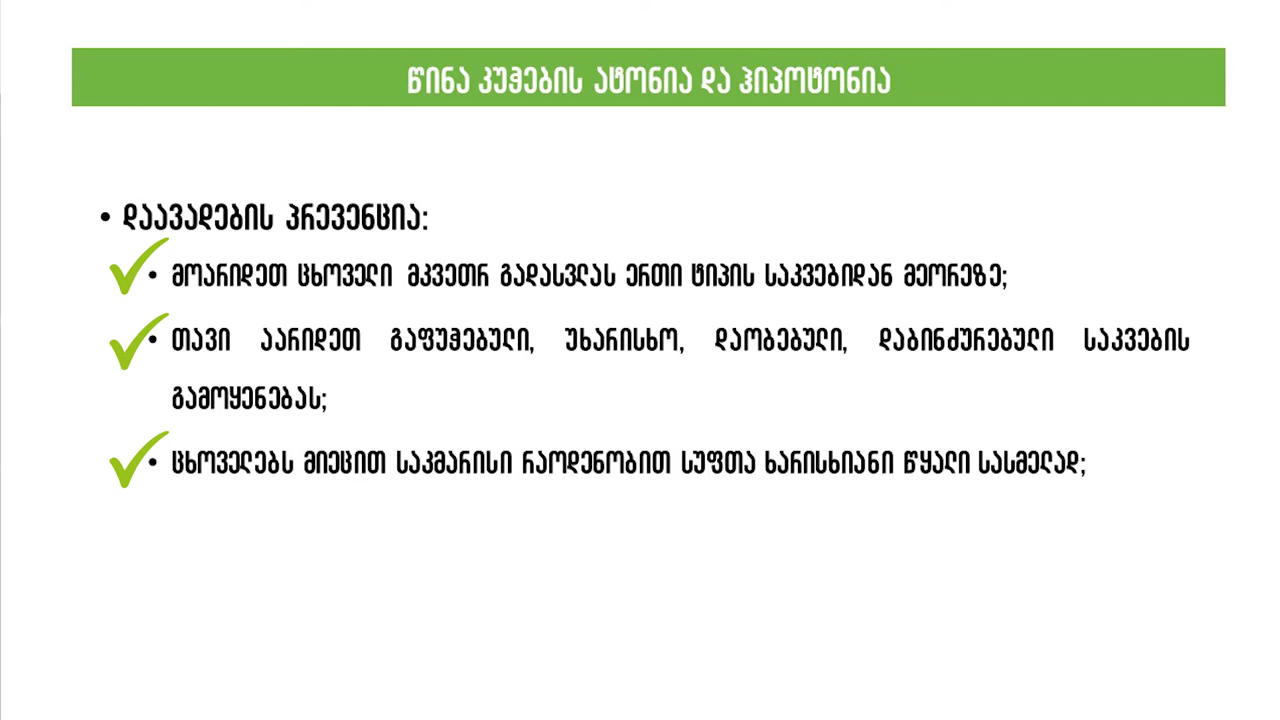 წინა კუჭების ატონია და ჰიპოტონია
• დაავადების პრევენცია:
• მოარიდეთ ცხოველი მკვეთრ გადასვლას ერთი ტიპის საკვებიდან მეორეზე;
• თავი აარიდეთ გაფუჭებული, უხარისხო, დაობებული, დაბინძურებული საკვების
გამოყენებას;
• ცხოველებს მიეცით საკმარისი რაოდენობით სუფთა ხარისხიანი წყალი სასმელად;